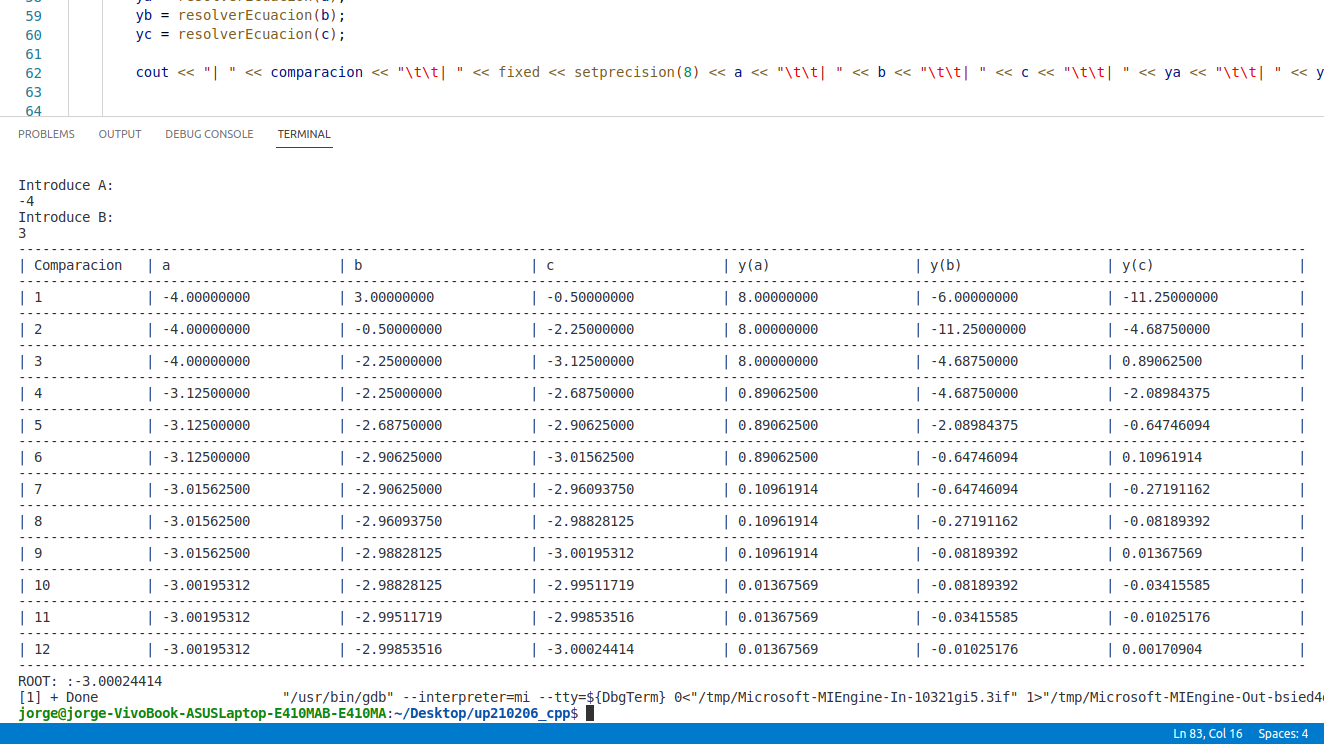 59 yb = resolverEcuacion(b);
60 yc = resolverEcuacion(c);
61
62 cout << "| " << comparacion << "\t\t| " << fixed << setprecision(8) << a << "\t\t| " << b << "\t\t| " << c << "\t\t| " << ya << "\t\t| " << y
63
64
PROBLEMS OUTPUT DEBUG CONSOLE TERMINAL
Introduce A:
-4
Introduce B:
3
| Comparacion | a | b | c | y(a) | y(b) | y(c) |
| 1 | -4.00000000 | 3.00000000 | -0.50000000 | 8.00000000 | -6.00000000 | -11.25000000 |
| 2 | -4.00000000 | -0.50000000 | -2.25000000 | 8.00000000 | -11.25000000 | -4.68750000 |
| 3 | -4.00000000 | -2.25000000 | -3.12500000 | 8.00000000 | -4.68750000 | 0.89062500 |
| 4 | -3.12500000 | -2.25000000 | -2.68750000 | 0.89062500 | -4.68750000 | -2.08984375 |
| 5 | -3.12500000 | -2.68750000 | -2.90625000 | 0.89062500 | -2.08984375 | -0.64746094 |
| 6 | -3.12500000 | -2.90625000 | -3.01562500 | 0.89062500 | -0.64746094 | 0.10961914 |
| 7 | -3.01562500 | -2.90625000 | -2.96093750 | 0.10961914 | -0.64746094 | -0.27191162 |
| 8 | -3.01562500 | -2.96093750 | -2.98828125 | 0.10961914 | -0.27191162 | -0.08189392 |
| 9 | -3.01562500 | -2.98828125 | -3.00195312 | 0.10961914 | -0.08189392 | 0.01367569 |
| 10 | -3.00195312 | -2.98828125 | -2.99511719 | 0.01367569 | -0.08189392 | -0.03415585 |
| 11 | -3.00195312 | -2.99511719 | -2.99853516 | 0.01367569 | -0.03415585 | -0.01025176 |
| 12 | -3.00195312 | -2.99853516 | -3.00024414 | 0.01367569 | -0.01025176 | 0.00170904 |
ROOT: :-3.00024414
[1] + Done "/usr/bin/gdb" --interpreter=mi --tty=${DbgTerm} 0<"/tmp/Microsoft-MIEngine-In-10321gi5.3if" 1>"/tmp/Microsoft-MIEngine-Out-bsied4
jorge@jorge-VivoBook-ASUSLaptop-E410MAB-E410MA:~/Desktop/up210206_cpp$
Ln 83, Col 16 Spaces: 4